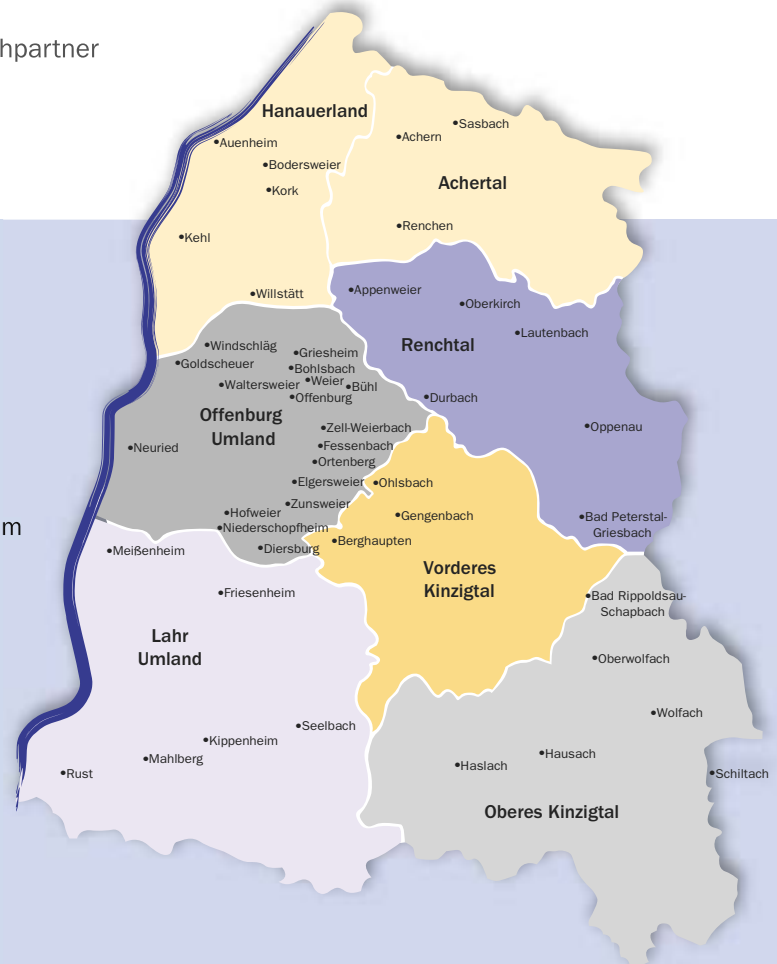 hpartner
Hanauerland
•Sasbach
•Achern
•Auenheim
•Bodersweier
Achertal
•Kork
•Renchen
•Kehl
•Appenweier
•Willstätt
•Oberkirch
•Lautenbach
Renchtal
•Windschläg
•Griesheim
•Goldscheuer
•Bohlsbach
•Weier
•Waltersweier
•Bühl
•Offenburg
•Durbach
Offenburg
Umland
•Zell-Weierbach
•Oppenau
•Neuried
•Fessenbach
•Ortenberg
•Elgersweier
•Ohlsbach
•Zunsweier
•Hofweier
•Gengenbach
•Bad Peterstal-
Griesbach
m
•Niederschopfheim
•Berghaupten
•Diersburg
•Meißenheim
Vorderes
Kinzigtal
•Friesenheim
•Bad Rippoldsau-
Schapbach
Lahr
Umland
•Oberwolfach
•Wolfach
•Seelbach
•Kippenheim
•Hausach
•Mahlberg
•Haslach
•Rust
•Schiltach
Oberes Kinzigtal